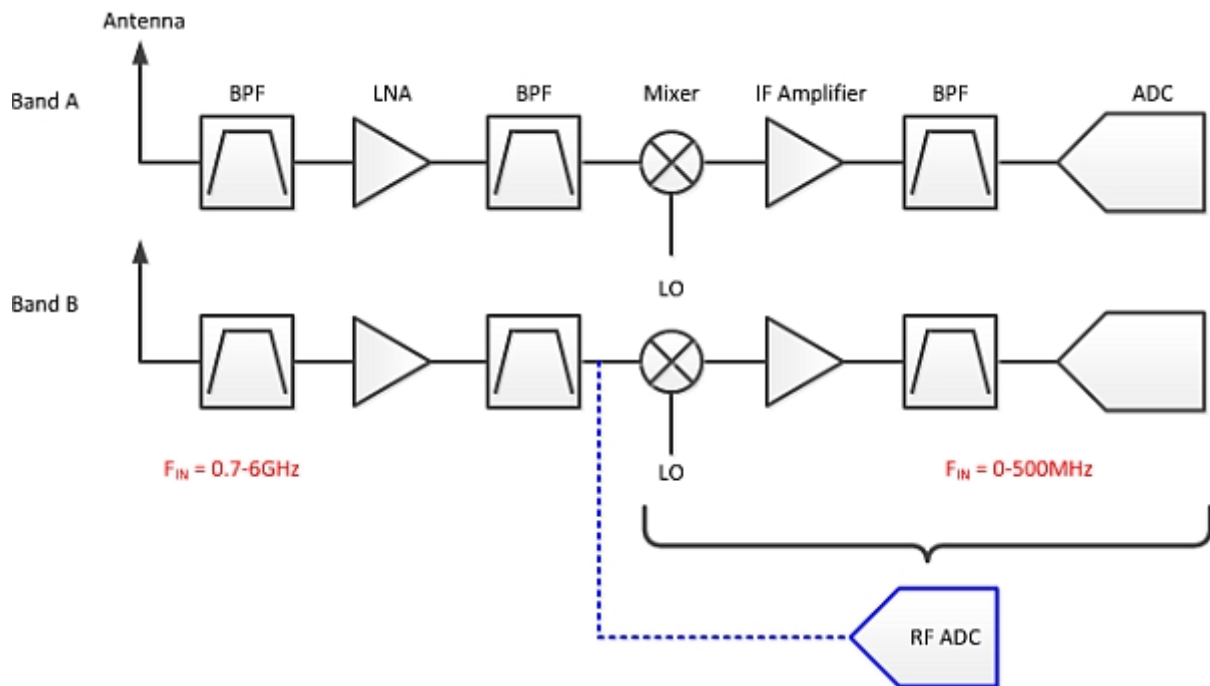 Antenna
Band A
BPF LNA BPF Mixer IF Amplifier BPF ADC
LO
Band B
LO
F_IN = 0.7-6GHz
F_IN = 0-500MHz
RF ADC